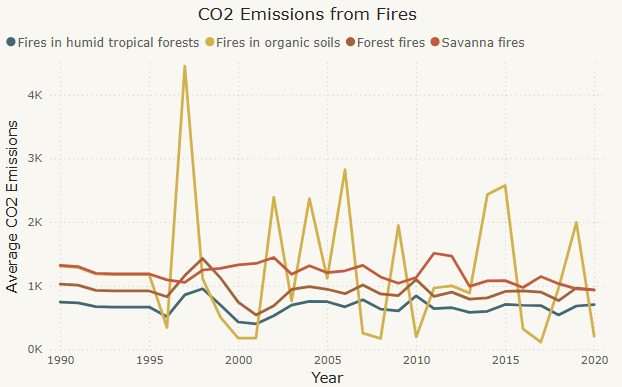 CO2 Emissions from Fires
Fires in humid tropical forests Fires in organic soils Forest fires Savanna fires
Average CO2 Emissions
4K
3K
2K
1K
0K
1990 1995 2000 2005 2010 2015 2020
Year